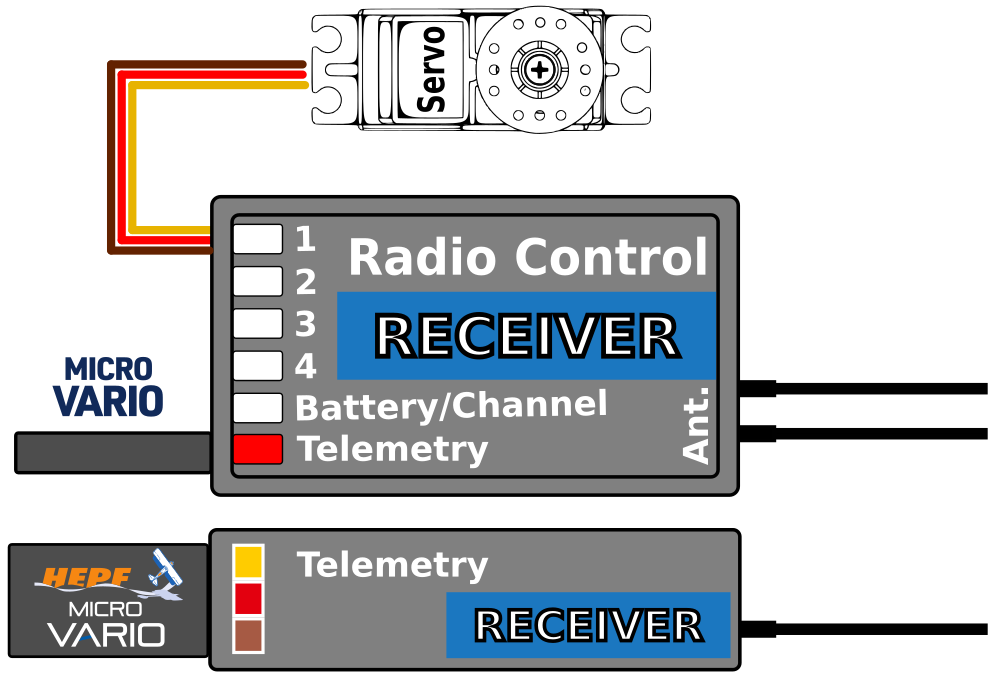 Servo
1
Radio Control
2
3
RECEIVER
4
MICRO
VARIO
Battery/Channel
Ant.
Telemetry
HEPF
MICRO
VARIO
Telemetry
RECEIVER